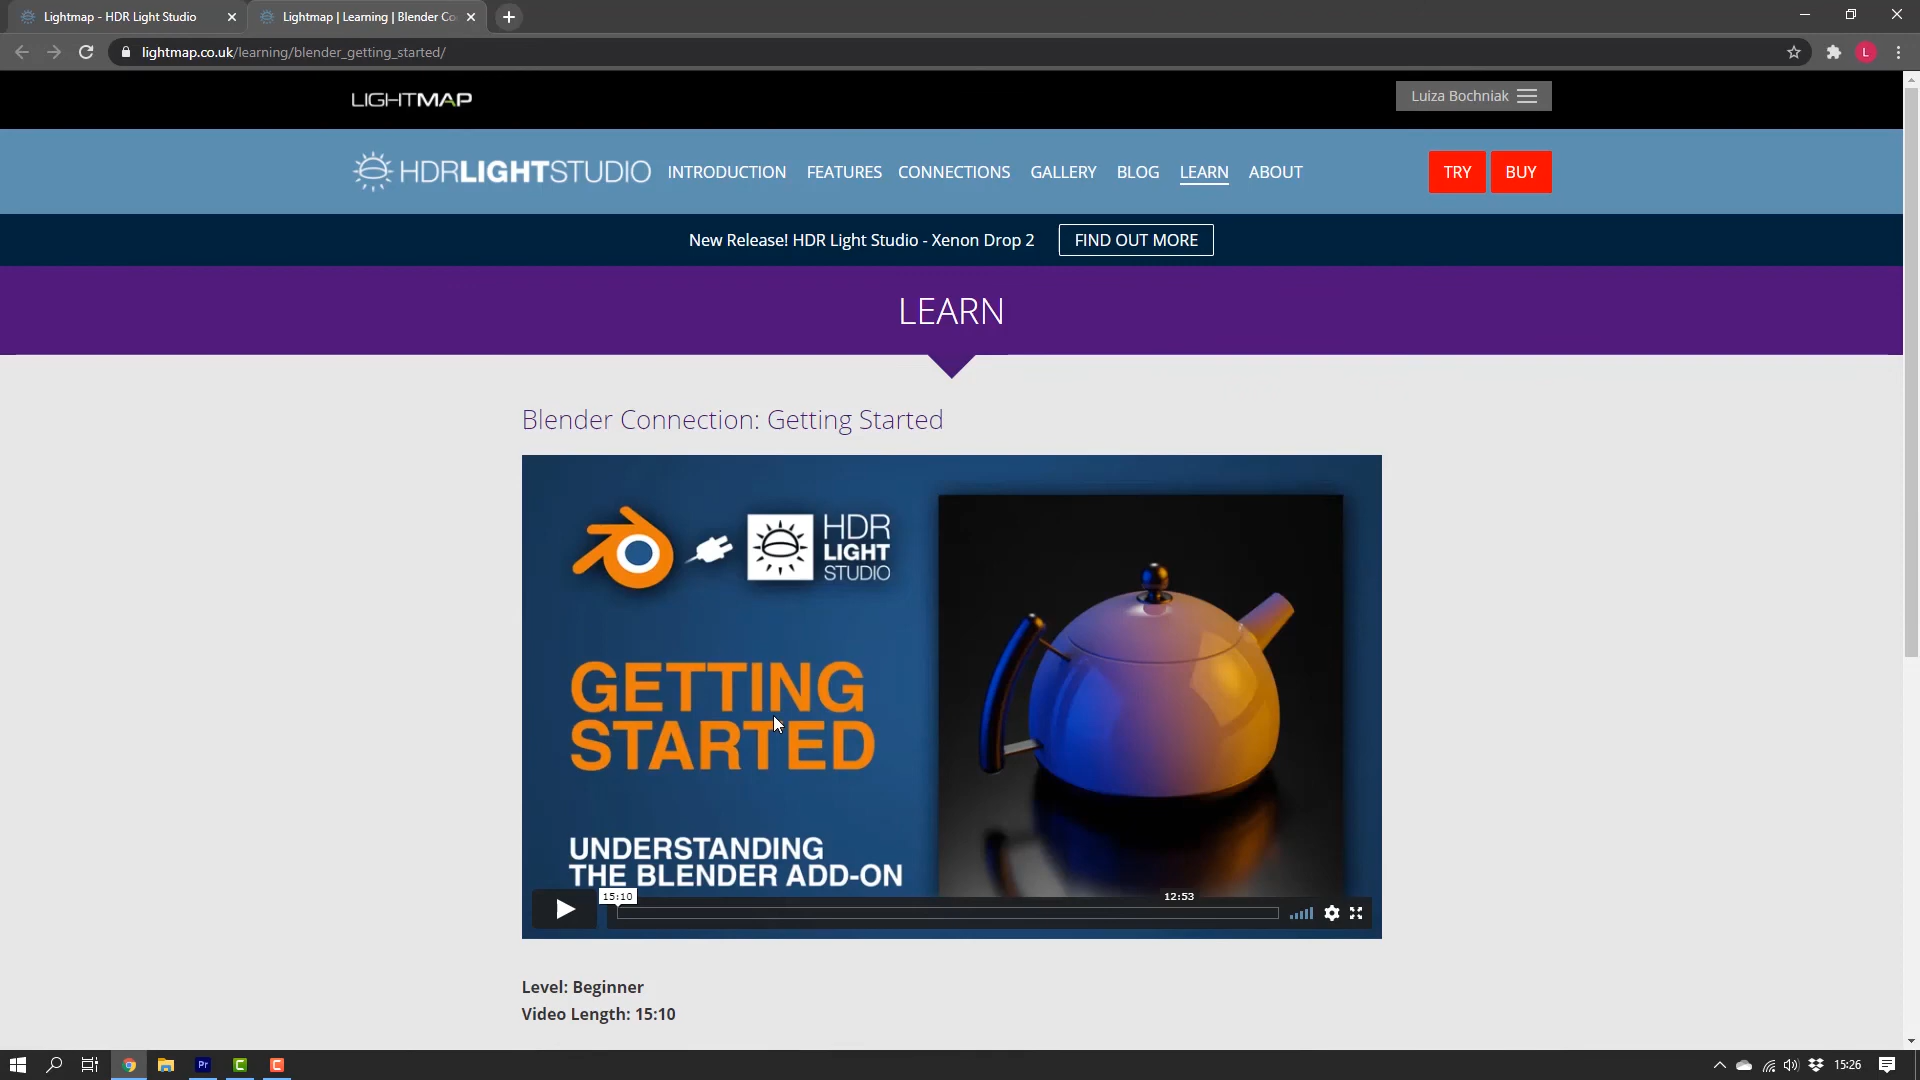 Lightmap - HDR Light Studio
Lightmap | Learning | Blender Co
lightmap.co.uk/learning/blender_getting_started/
L
LIGHTMAP
Luiza Bochniak
HDRLIGHTSTUDIO
INTRODUCTION
FEATURES
CONNECTIONS
GALLERY
BLOG
LEARN
ABOUT
TRY
BUY
New Release! HDR Light Studio - Xenon Drop 2
FIND OUT MORE
LEARN
Blender Connection: Getting Started
HDR
LIGHT
STUDIO
GETTING
STARTED
UNDERSTANDING
THE BLENDER ADD-ON
15:10
12:53
Level: Beginner
Video Length: 15:10
Pr
C
C
15:26